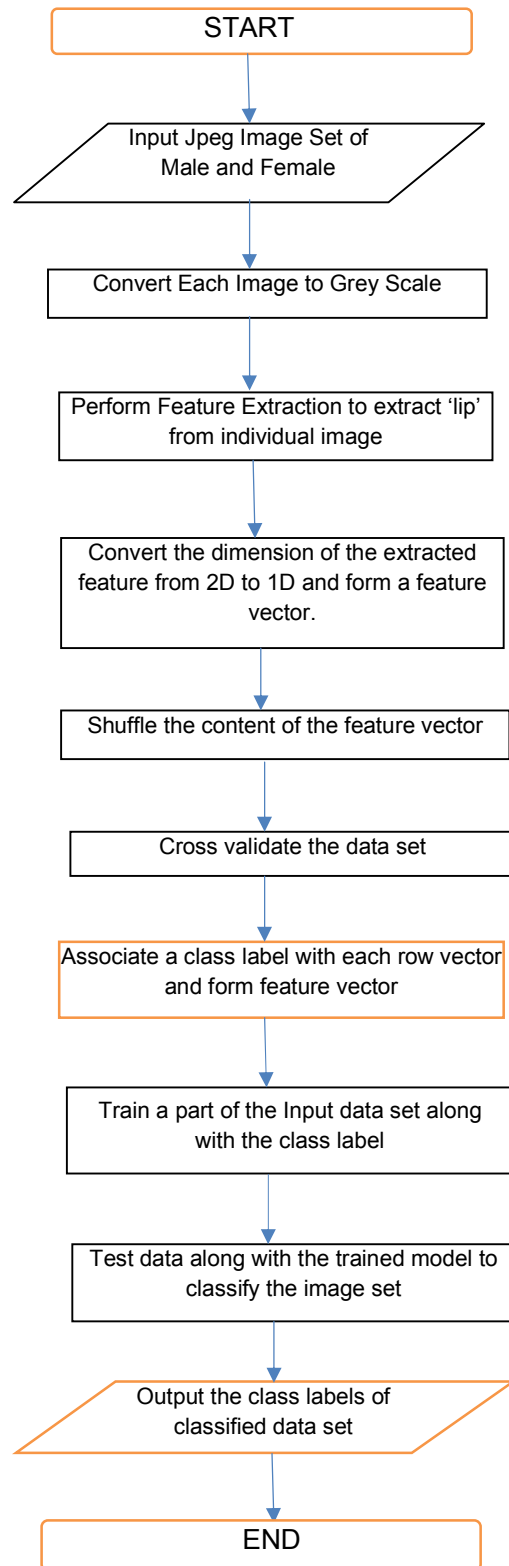 START
Input Jpeg Image Set of
Male and Female
Convert Each Image to Grey Scale
Perform Feature Extraction to extract ‘lip’
from individual image
Convert the dimension of the extracted
feature from 2D to 1D and form a feature
vector.
Shuffle the content of the feature vector
Cross validate the data set
Associate a class label with each row vector
and form feature vector
Train a part of the Input data set along
with the class label
Test data along with the trained model to
classify the image set
Output the class labels of
classified data set
END